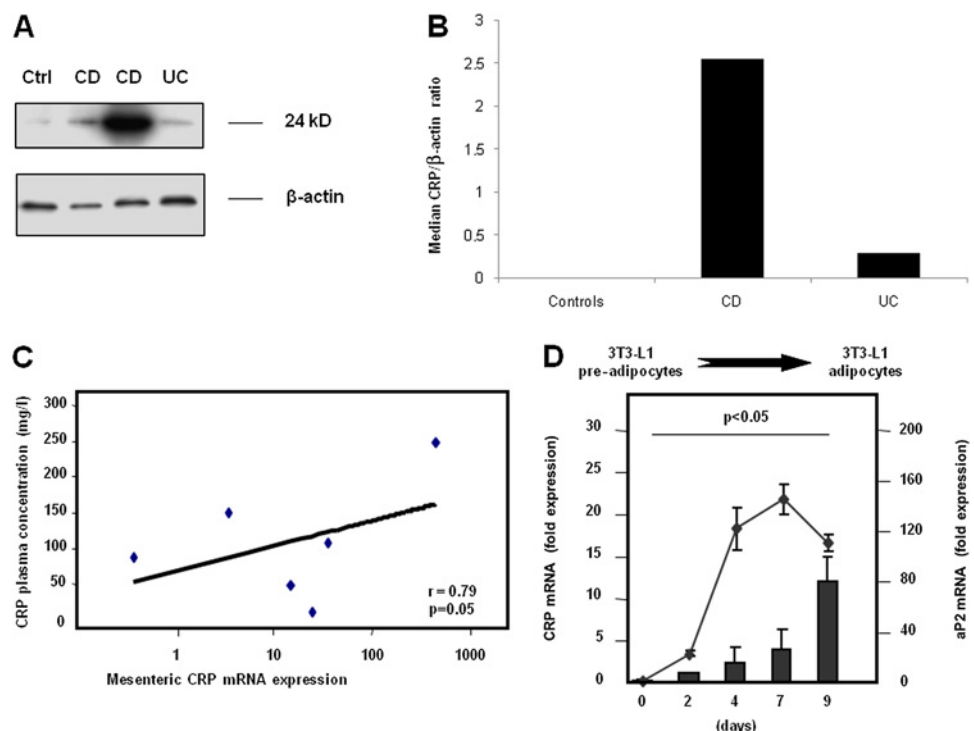 A
Ctrl CD CD UC
24 kD
β-actin
B
Median CRP/β-actin ratio
3
2.5
2
1.5
1
0.5
0
Controls CD UC
C
CRP plasma concentration (mg/l)
300
250
200
150
100
50
0
r = 0.79
p=0.05
1 10 100 1000
Mesenteric CRP mRNA expression
D
3T3-L1
pre-adipocytes
3T3-L1
adipocytes
p<0.05
CRP mRNA (fold expression)
30
25
20
15
10
5
0
200
160
120
80
40
0
aP2 mRNA (fold expression)
0 2 4 7 9
(days)